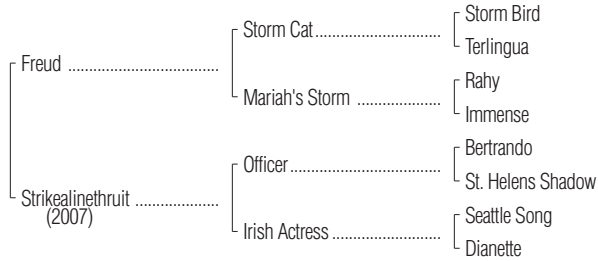 Storm Bird
Storm Cat
Terlingua
Freud
Rahy
Mariah's Storm
Immense
Bertrando
Officer
St. Helens Shadow
Strikealinethruit
(2007)
Seattle Song
Irish Actress
Dianette